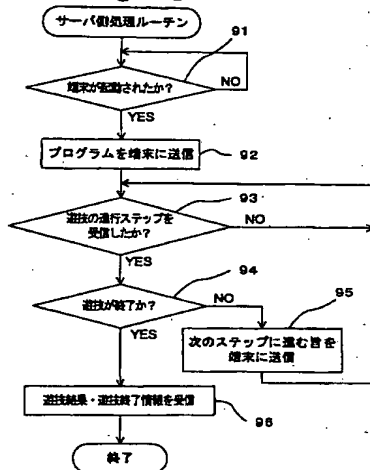 サーバ側処理ルーテン
91
端末が起動されたか?
NO
YES
プログラムを端末に送信
92
93
遊技の進行ステップを
受信したか?
NO
YES
94
遊技が終了か?
NO
95
YES
次のステップに進む旨を
端末に送信
遊技結果・遊技終了情報を受信
96
終了